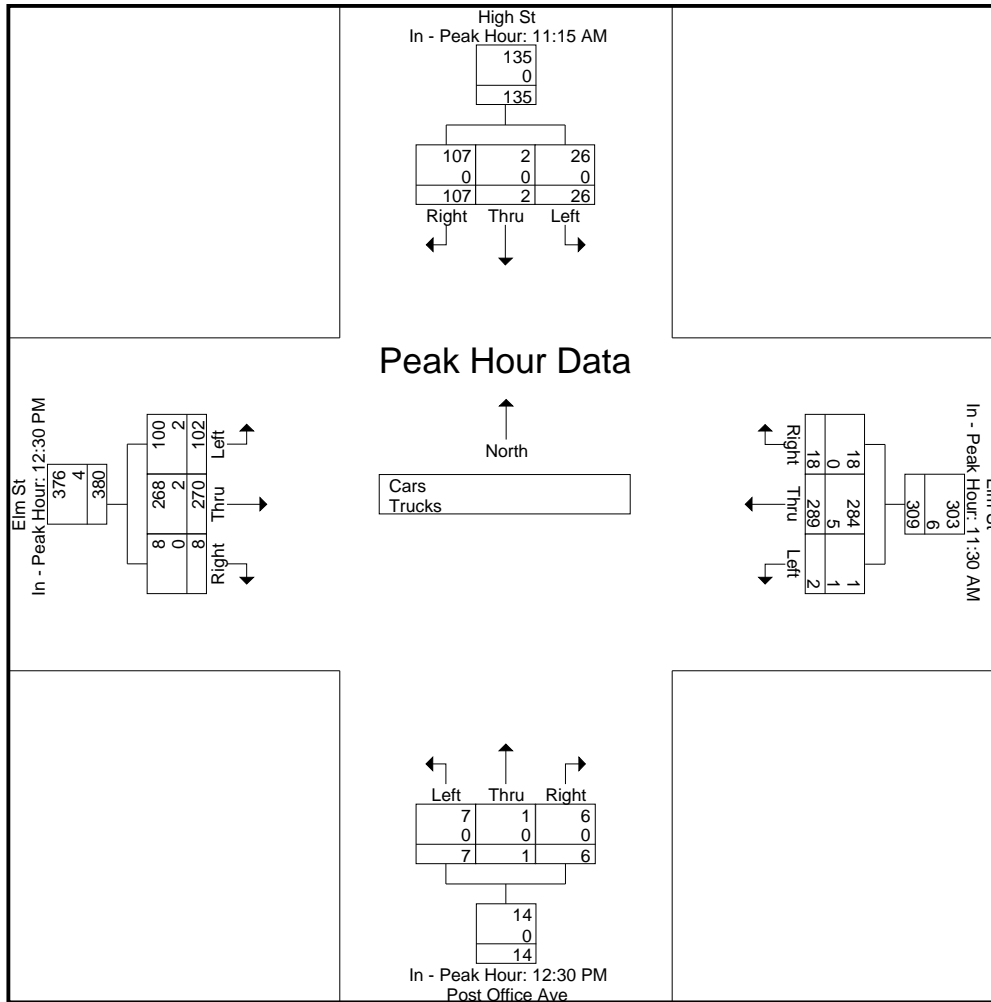 High St
In - Peak Hour: 11:15 AM
135
0
135
107 2 26
0 0 0
107 2 26
Right Thru Left
Peak Hour Data
North
Cars
Trucks
Elm St
In - Peak Hour: 12:30 PM
376
4
380
100 2 102
Left
268 2 270
Thru
8 0 8
Right
Elm St
In - Peak Hour: 11:30 AM
303
6
309
Right
18 0 18
Thru
284 5 289
Left
1 1 2
Left Thru Right
7 1 6
0 0 0
7 1 6
14
0
14
In - Peak Hour: 12:30 PM
Post Office Ave